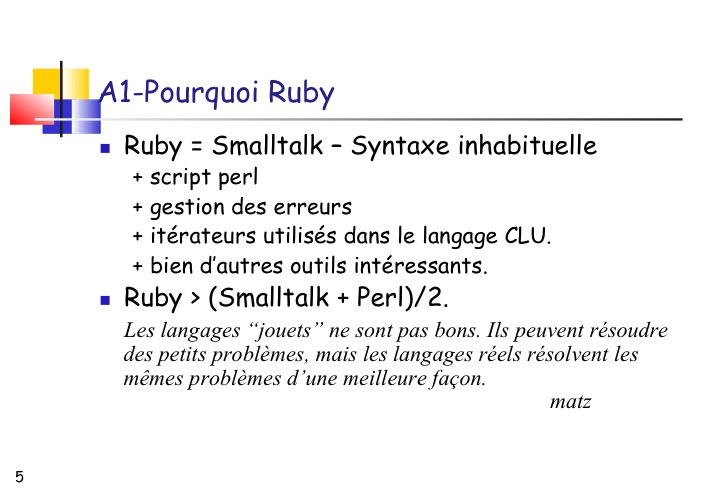 A1-Pourquoi Ruby
Ruby = Smalltalk – Syntaxe inhabituelle
+ script perl
+ gestion des erreurs
+ itérateurs utilisés dans le langage CLU.
+ bien d’autres outils intéressants.
Ruby > (Smalltalk + Perl)/2.
Les langages “jouets” ne sont pas bons. Ils peuvent résoudre
des petits problèmes, mais les langages réels résolvent les
mêmes problèmes d’une meilleure façon.
matz
5